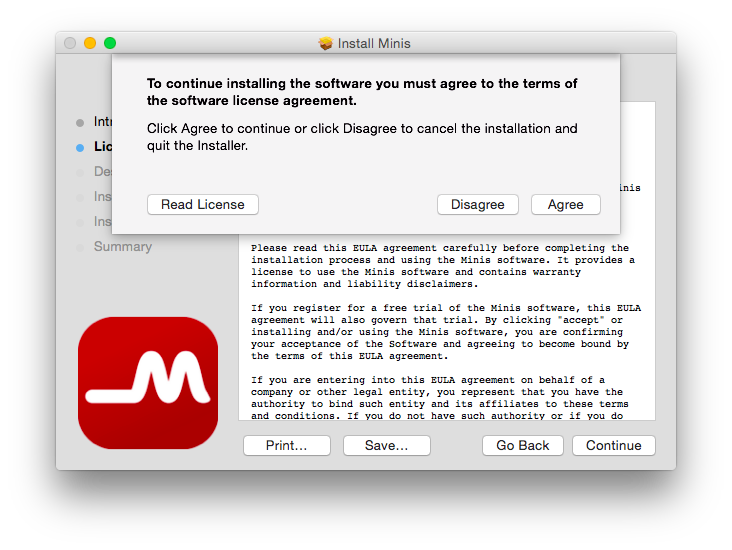 Install Minis
To continue installing the software you must agree to the terms of
the software license agreement.
Click Agree to continue or click Disagree to cancel the installation and
quit the Installer.
Read License
Disagree
Agree
Summary
Please read this EULA agreement carefully before completing the
installation process and using the Minis software. It provides a
license to use the Minis software and contains warranty
information and liability disclaimers.
If you register for a free trial of the Minis software, this EULA
agreement will also govern that trial. By clicking "accept" or
installing and/or using the Minis software, you are confirming
your acceptance of the Software and agreeing to become bound by
the terms of this EULA agreement.
If you are entering into this EULA agreement on behalf of a
company or other legal entity, you represent that you have the
authority to bind such entity and its affiliates to these terms
and conditions. If you do not have such authority or if you do
Print...
Save...
Go Back
Continue